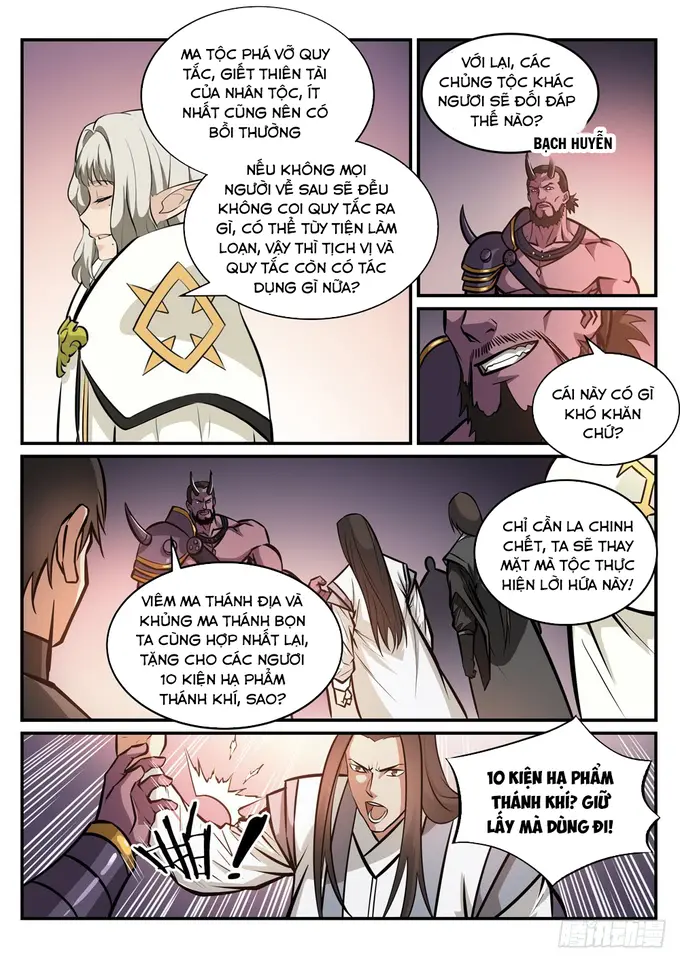 MA TỘC PHÁ VỠ QUY
TẮC, GIẾT THIÊN TÀI
CỦA NHÂN TỘC, ÍT
NHẤT CŨNG NÊN CÓ
BỒI THƯỜNG
NẾU KHÔNG MỌI
NGƯỜI VỀ SAU SẼ ĐỀU
KHÔNG COI QUY TẮC RA
GÌ, CÓ THỂ TÙY TIỆN LÀM
LOẠN, VẬY THÌ TỊCH VỊ VÀ
QUY TẮC CÒN CÓ TÁC
DỤNG GÌ NỮA?
VỚI LẠI, CÁC
CHỦNG TỘC KHÁC
NGƯƠI SẼ ĐỐI ĐÁP
THẾ NÀO?
BẠCH HUYỄN
CÁI NÀY CÓ GÌ
KHÓ KHĂN
CHỨ?
CHỈ CẦN LA CHINH
CHẾT, TA SẼ THAY
MẶT MA TỘC THỰC
HIỆN LỜI HỨA NÀY!
VIÊM MA THÁNH ĐỊA VÀ
KHỦNG MA THÁNH BỌN
TA CÙNG HỢP NHẤT LẠI,
TẶNG CHO CÁC NGƯƠI
10 KIỆN HẠ PHẨM
THÁNH KHÍ, SAO?
10 KIỆN HẠ PHẨM
THÁNH KHÍ? GIỮ
LẤY MÀ DÙNG ĐI!
腾讯动漫